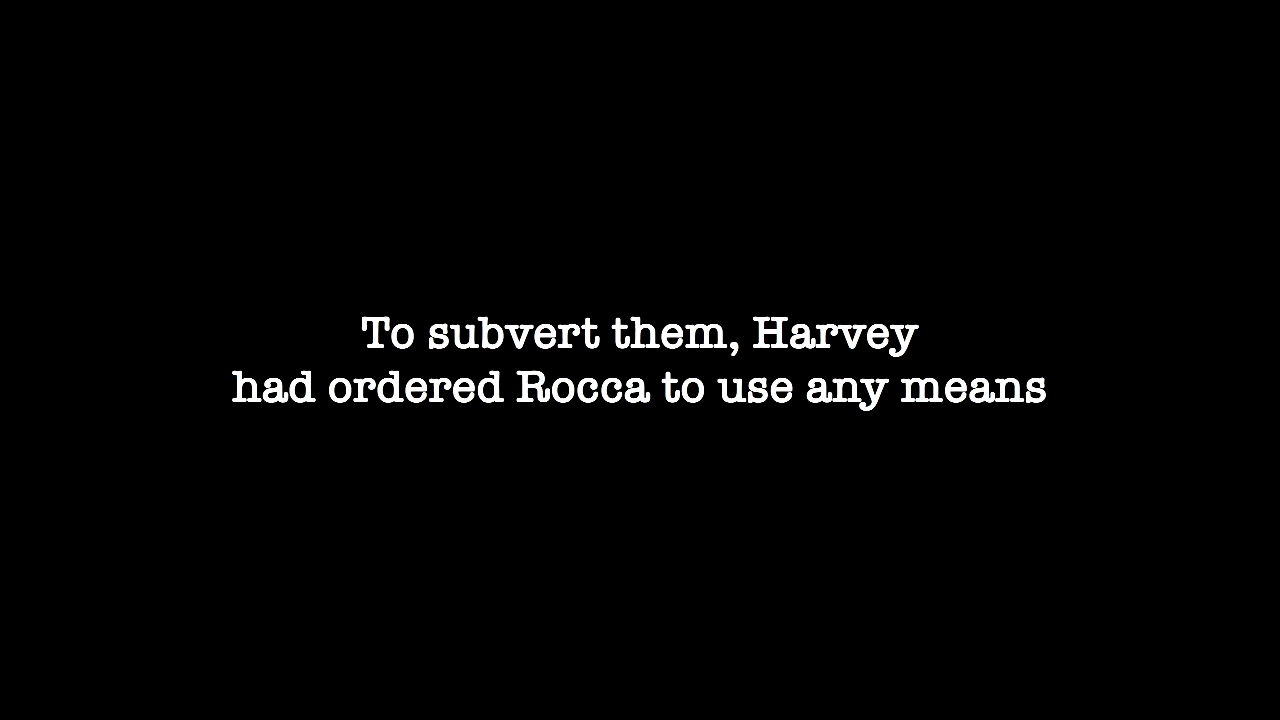 To subvert them, Harvey
had ordered Rocca to use any means